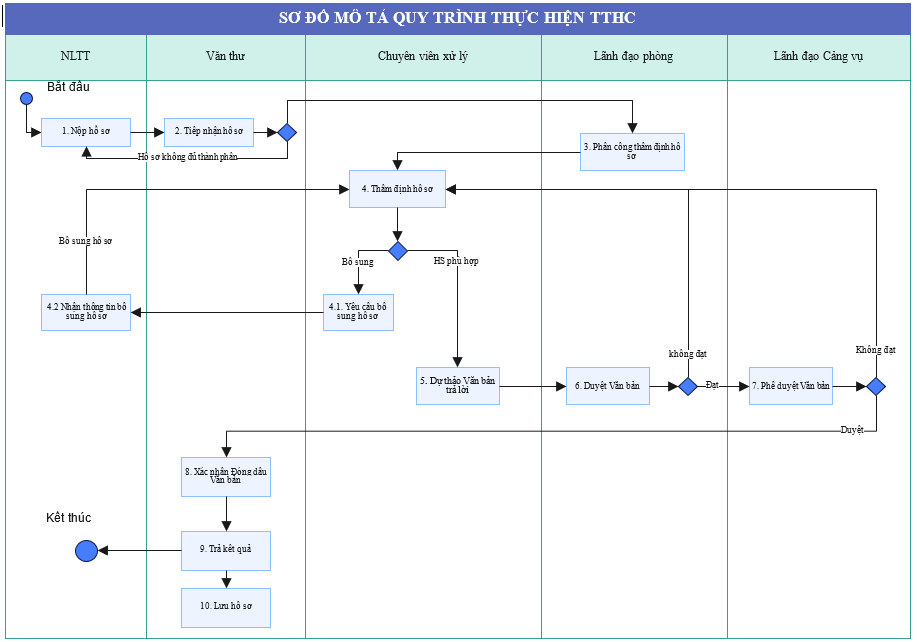 SƠ ĐỒ MÔ TẢ QUY TRÌNH THỰC HIỆN TTHC
NLTT
Văn thư
Chuyên viên xử lý
Lãnh đạo phòng
Lãnh đạo Cảng vụ
Bắt đầu
1. Nộp hồ sơ
2. Tiếp nhận hồ sơ
Hồ sơ không đủ thành phần
3. Phân công thẩm định hồ
sơ
4. Thẩm định hồ sơ
Bổ sung hồ sơ
Bổ sung
HS phù hợp
4.2 Nhận thông tin bổ
sung hồ sơ
4.1. Yêu cầu bổ
sung hồ sơ
không đạt
Không đạt
5. Dự thảo Văn bản
trả lời
6. Duyệt Văn bản
Đạt
7. Phê duyệt Văn bản
Duyệt
8. Xác nhận Đóng dấu
Văn bản
Kết thúc
9. Trả kết quả
10. Lưu hồ sơ